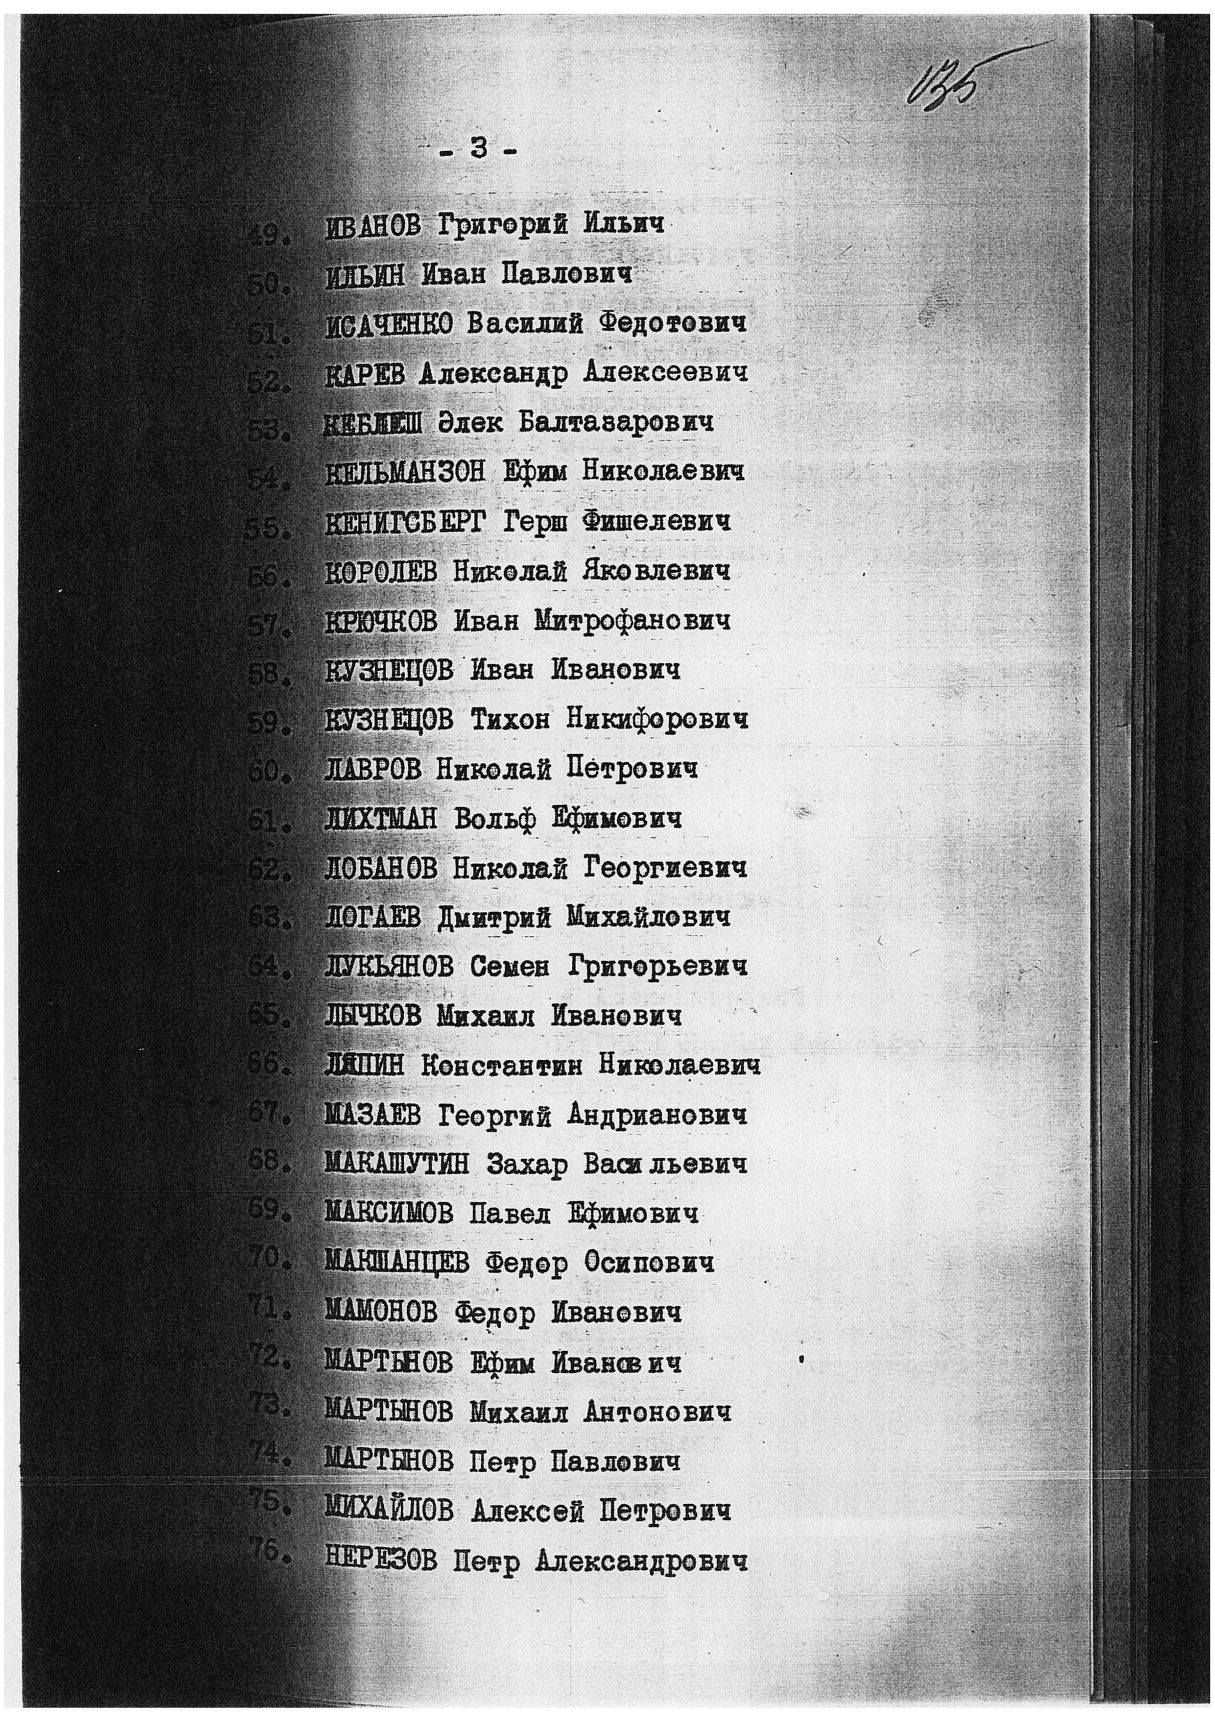 135
- 3 -
49. ИВАНОВ Григорий Ильич
50. ИЛЬИН Иван Павлович
51. ИСАЧЕНКО Василий Федотович
52. КАРЕВ Александр Алексеевич
53. КЕБЛЕШ Элек Балтазарович
54. КЕЛЬМАНЗОН Ефим Николаевич
55. КЕНИГСБЕРГ Герш Фишелевич
56. КОРОЛЕВ Николай Яковлевич
57. КРЮЧКОВ Иван Митрофанович
58. КУЗНЕЦОВ Иван Иванович
59. КУЗНЕЦОВ Тихон Никифорович
60. ЛАВРОВ Николай Петрович
61. ЛИХТМАН Вольф Ефимович
62. ЛОБАНОВ Николай Георгиевич
63. ЛОГАЕВ Дмитрий Михайлович
64. ЛУКЬЯНОВ Семен Григорьевич
65. ЛЫЧКОВ Михаил Иванович
66. ЛЯПИН Константин Николаевич
67. МАЗАЕВ Георгий Андрианович
68. МАКАШУТИН Захар Васильевич
69. МАКСИМОВ Павел Ефимович
70. МАКШАНЦЕВ Федор Осипович
71. МАМОНОВ Федор Иванович
72. МАРТЫНОВ Ефим Иванович
73. МАРТЫНОВ Михаил Антонович
74. МАРТЫНОВ Петр Павлович
75. МИХАЙЛОВ Алексей Петрович
76. НЕРЕЗОВ Петр Александрович